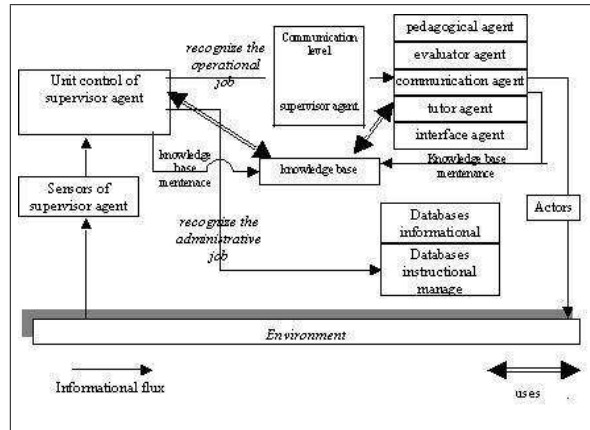 pedagogical agent
evaluator agent
communication agent
tutor agent
interface agent
Communication
level
supervisor agent
recognize the
operational
job
Unit control of
supervisor agent
knowledge
base
mentenace
knowledge base
Knowledge base
mentenance
Sensors of
supervisor agent
recognize the
administrative
job
Databases
informational
Databases
instructional
manage
Actors
Environment
Informational flux
uses